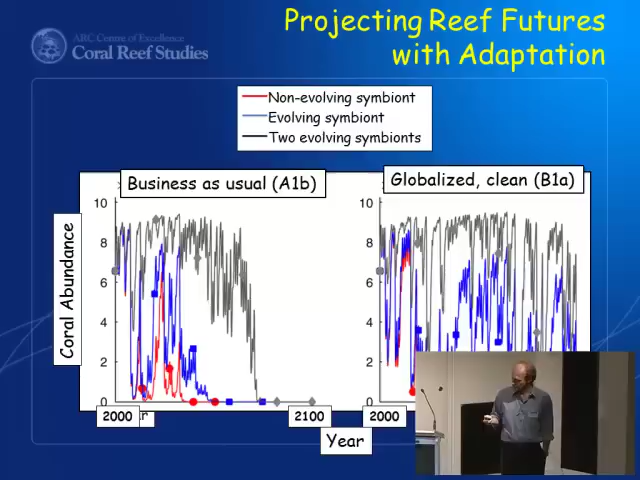 Projecting Reef Futures
with Adaptation
ARC Centre of Excellence
Coral Reef Studies
Non-evolving symbiont
Evolving symbiont
Two evolving symbionts
Business as usual (A1b)
Globalized, clean (B1a)
Coral Abundance
10
8
6
4
2
0
10
8
6
4
2
0
2000
2100
2000
Year